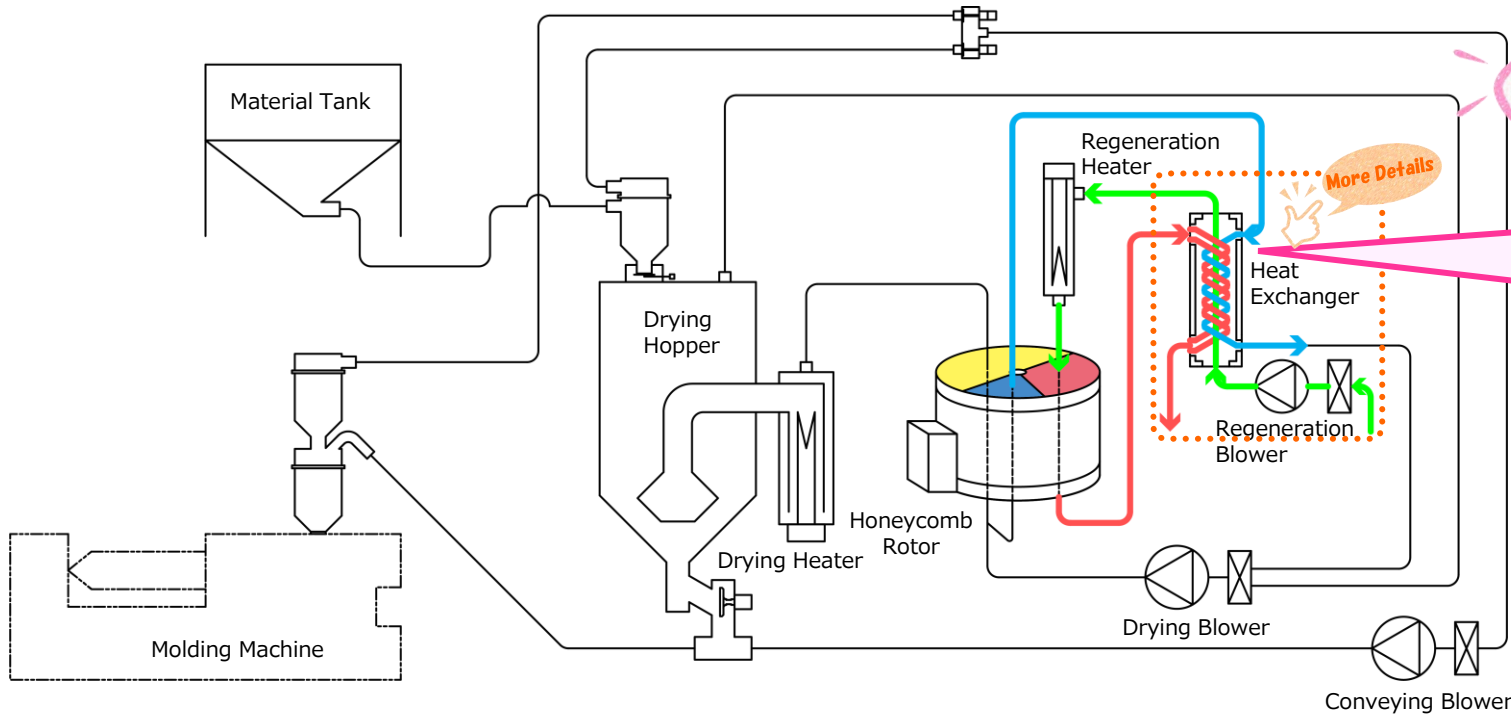 Material Tank
Regeneration
Heater
More Details
Heat
Exchanger
Drying
Hopper
Regeneration
Blower
Honeycomb
Rotor
Drying Heater
Drying Blower
Molding Machine
Conveying Blower